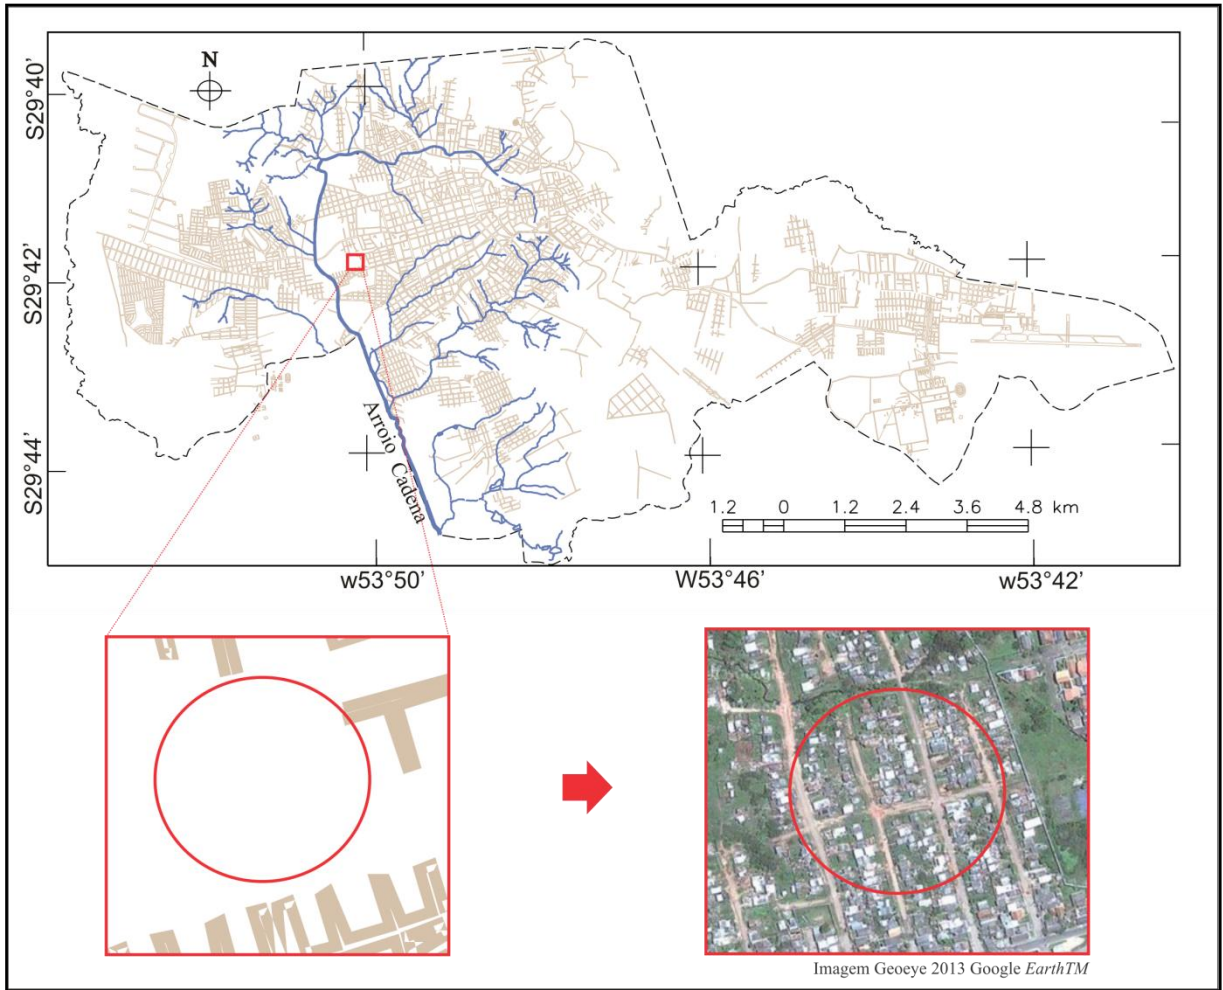 N
S29°40’
S29°42’
S29°44’
Arroio Cadena
1.2 0 1.2 2.4 3.6 4.8 km
w53°50’ W53°46’ w53°42’
Imagem Geoeye 2013 Google EarthTM